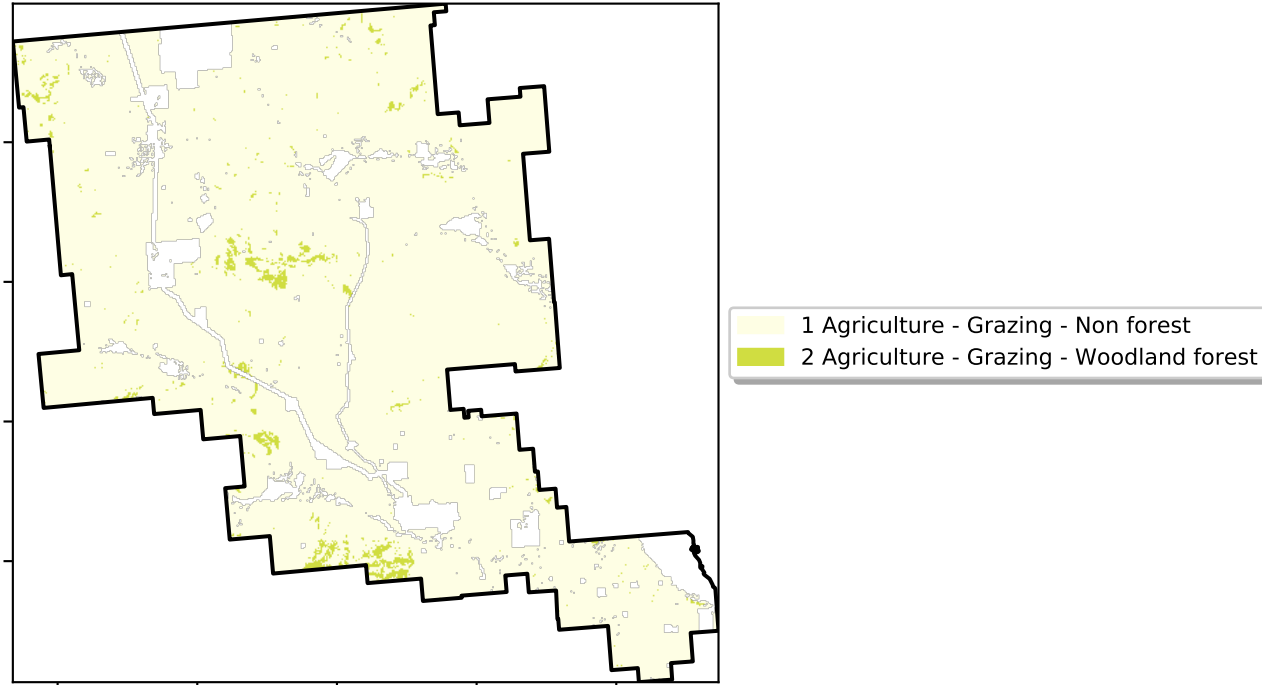 1 Agriculture - Grazing - Non forest
2 Agriculture - Grazing - Woodland forest